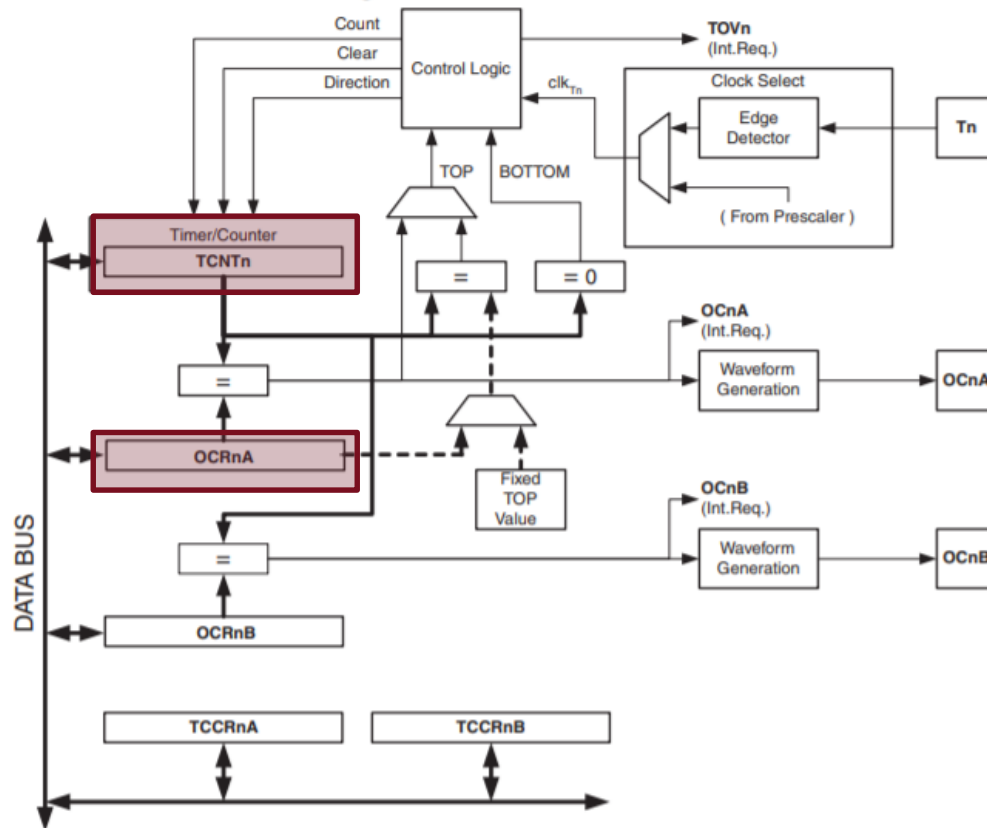 Count
Clear
Direction
Control Logic
TOVn
(Int.Req.)
clkTn
Clock Select
Edge
Detector
Tn
( From Prescaler )
TOP
BOTTOM
Timer/Counter
TCNTn
=
= 0
OCnA
(Int.Req.)
=
Waveform
Generation
OCnA
OCRnA
Fixed
TOP
Value
OCnB
(Int.Req.)
=
Waveform
Generation
OCnB
DATA BUS
OCRnB
TCCRnA
TCCRnB